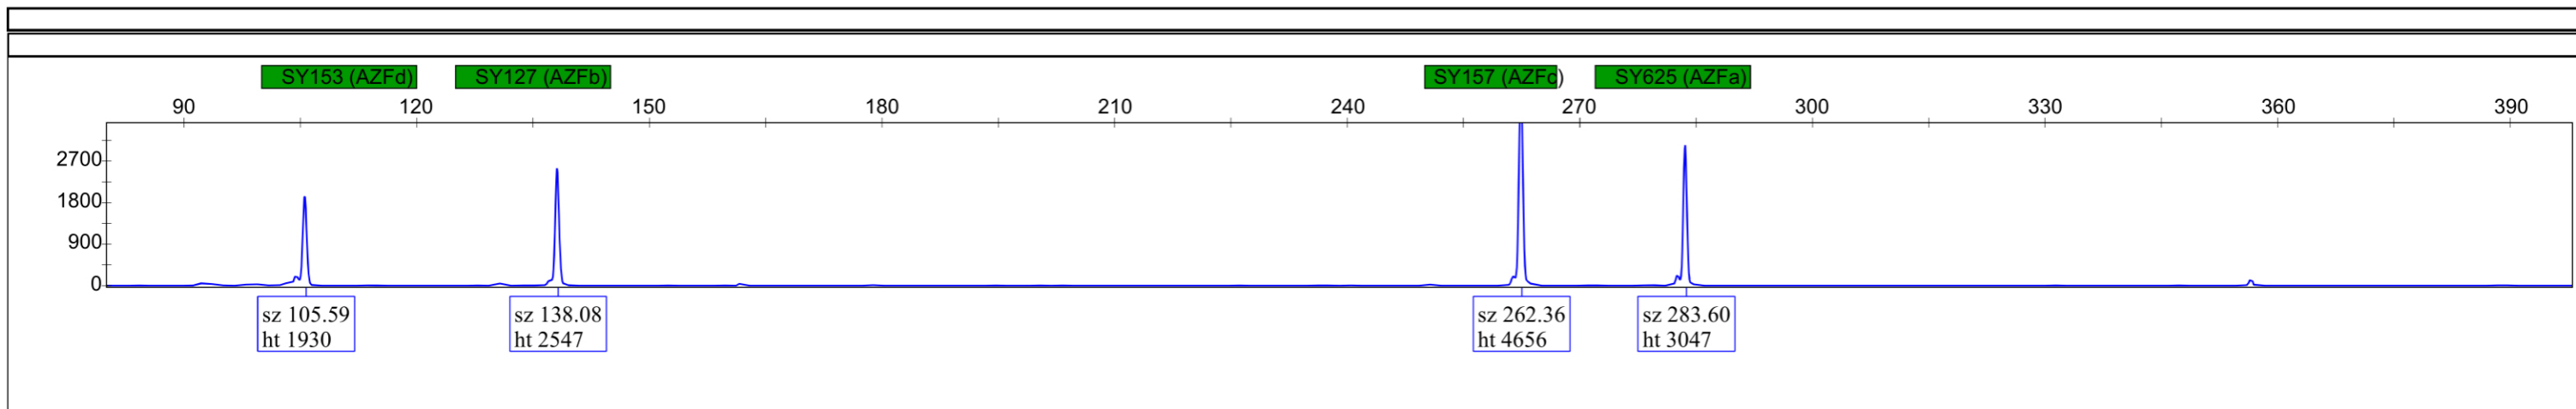 SY153 (AZFd) SY127 (AZFb) SY157 (AZFc) SY625 (AZFa)
90 120 150 180 210 240 270 300 330 360 390
2700
1800
900
0
sz 105.59 sz 138.08 sz 262.36 sz 283.60
ht 1930 ht 2547 ht 4656 ht 3047